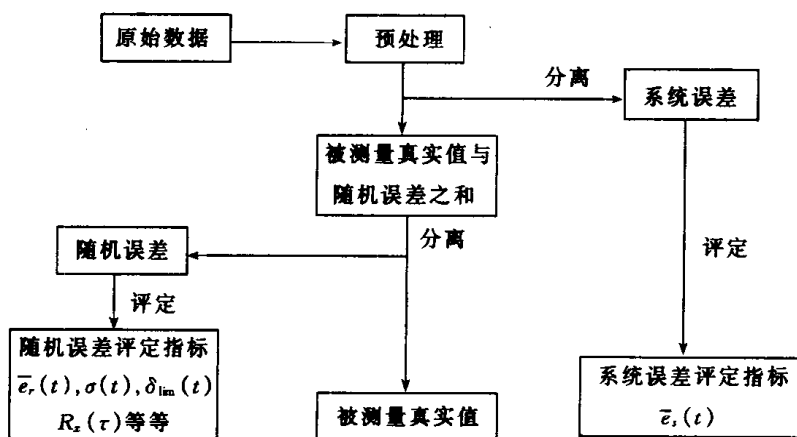 原始数据
预处理
分离
系统误差
被测量真实值与
随机误差之和
分离
随机误差
评定
评定
随机误差评定指标
e̅ᵣ(t),σ(t),δ_lim(t)
Rₓ(τ)等等
被测量真实值
系统误差评定指标
e̅ₛ(t)